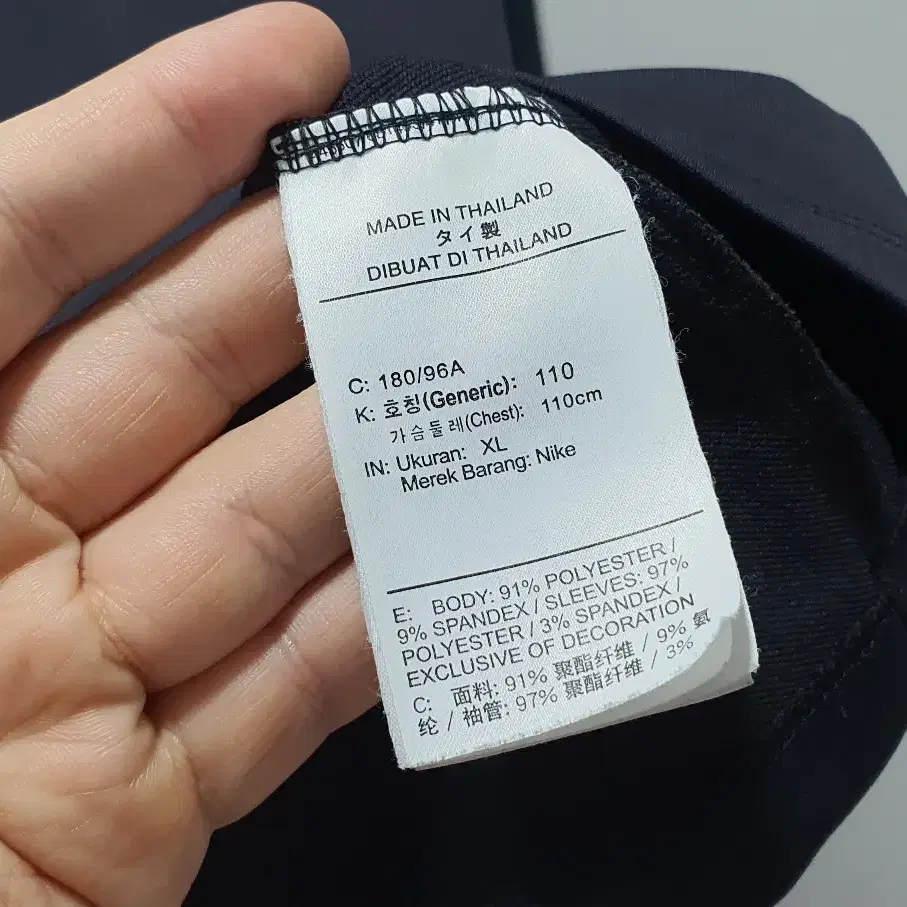 MADE IN THAILAND
タイ製
DIBUAT DI THAILAND
C: 180/96A
K: 호칭(Generic): 110
가슴둘레(Chest): 110cm
IN: Ukuran: XL
Merek Barang: Nike
E: BODY: 91% POLYESTER /
9% SPANDEX / SLEEVES: 97%
POLYESTER / 3% SPANDEX /
EXCLUSIVE OF DECORATION
C: 面料: 91% 聚酯纤维 / 9% 氨
纶 / 袖管: 97% 聚酯纤维 / 3%